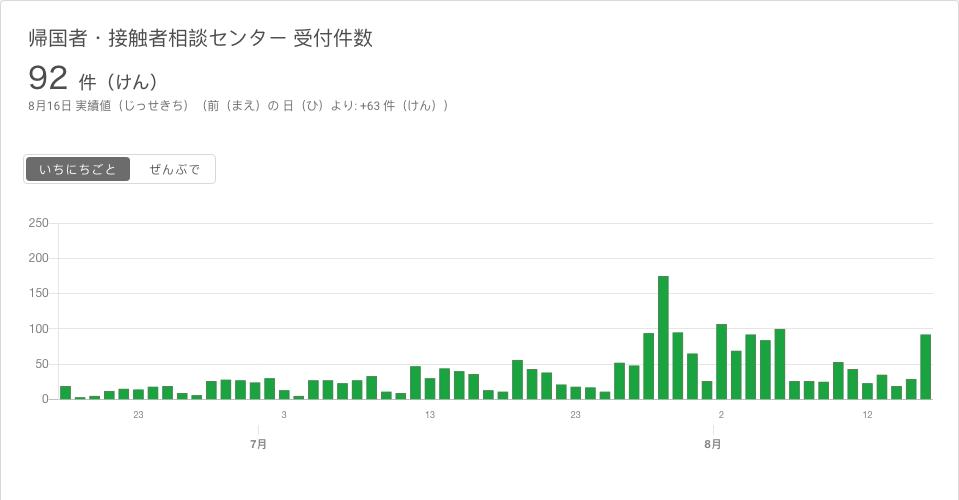 帰国者・接触者相談センター 受付件数
92 件（けん）
8月16日 実績値（じっせきち）（前（まえ）の 日（ひ）より: +63 件（けん））
いちにちごと ぜんぶで
250
200
150
100
50
0
23 3 13 23 2 12
7月 8月